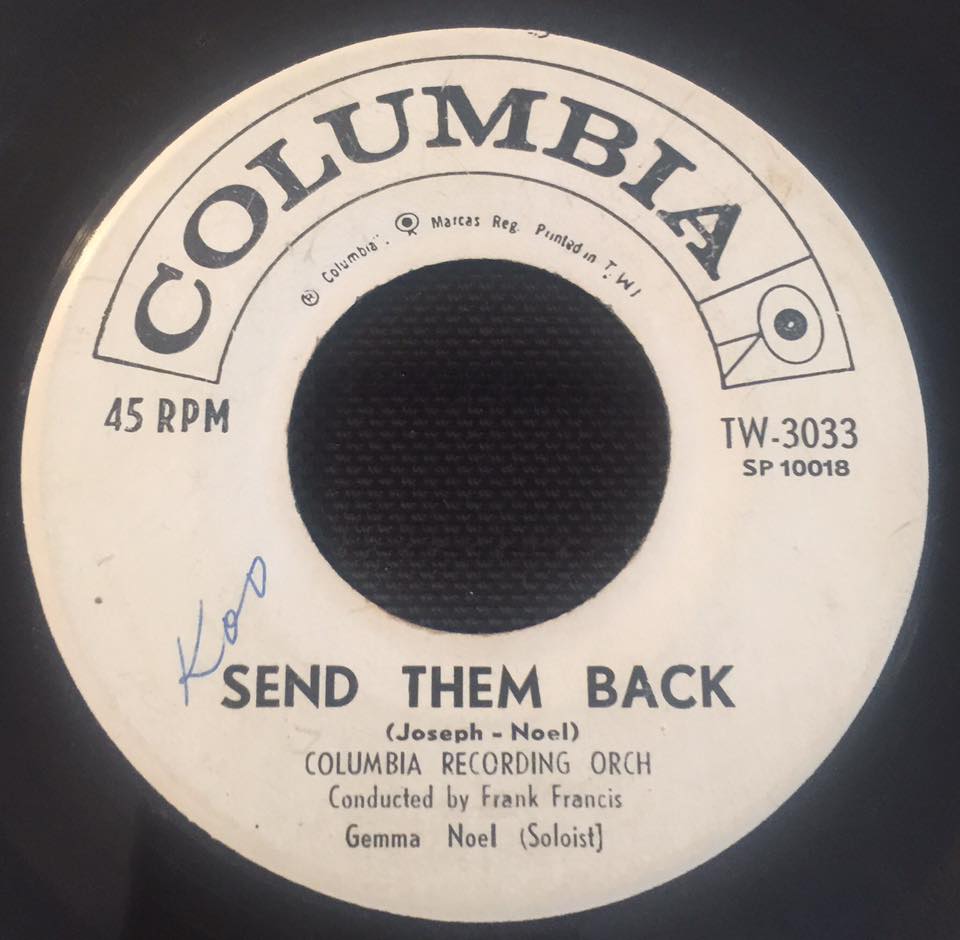 COLUMBIA
® "Columbia", Marcas Reg. Printed in T.W.I
45 RPM
TW-3033
SP 10018
SEND THEM BACK
(Joseph - Noel)
COLUMBIA RECORDING ORCH
Conducted by Frank Francis
Gemma Noel (Soloist]